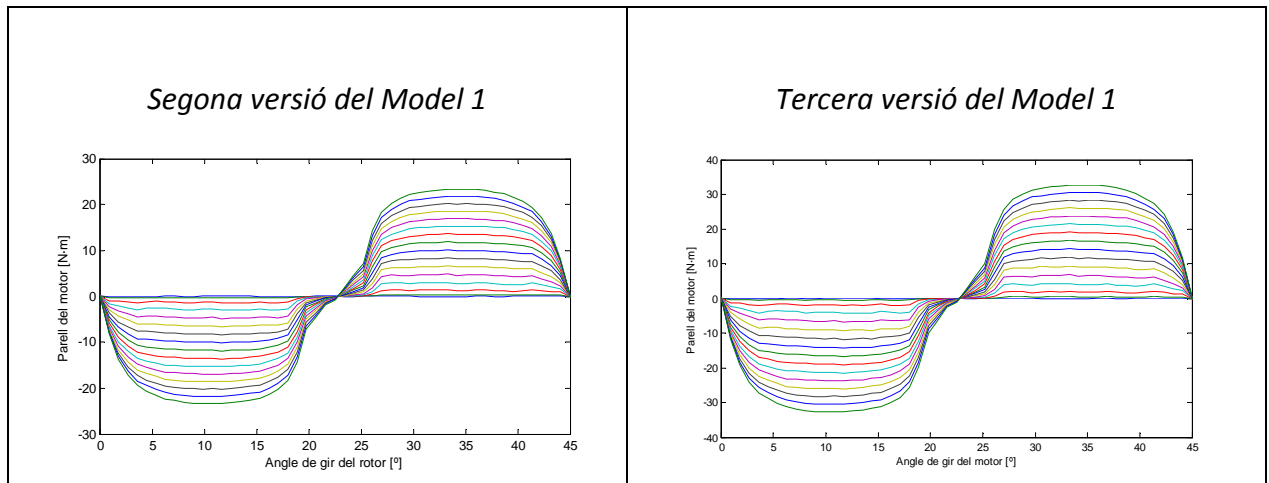 Segona versió del Model 1
30
20
10
0
-10
-20
-30
Parell del motor [N·m]
0 5 10 15 20 25 30 35 40 45
Angle de gir del rotor [º]
Tercera versió del Model 1
40
30
20
10
0
-10
-20
-30
-40
Parell del motor [N·m]
0 5 10 15 20 25 30 35 40 45
Angle de gir del motor [º]